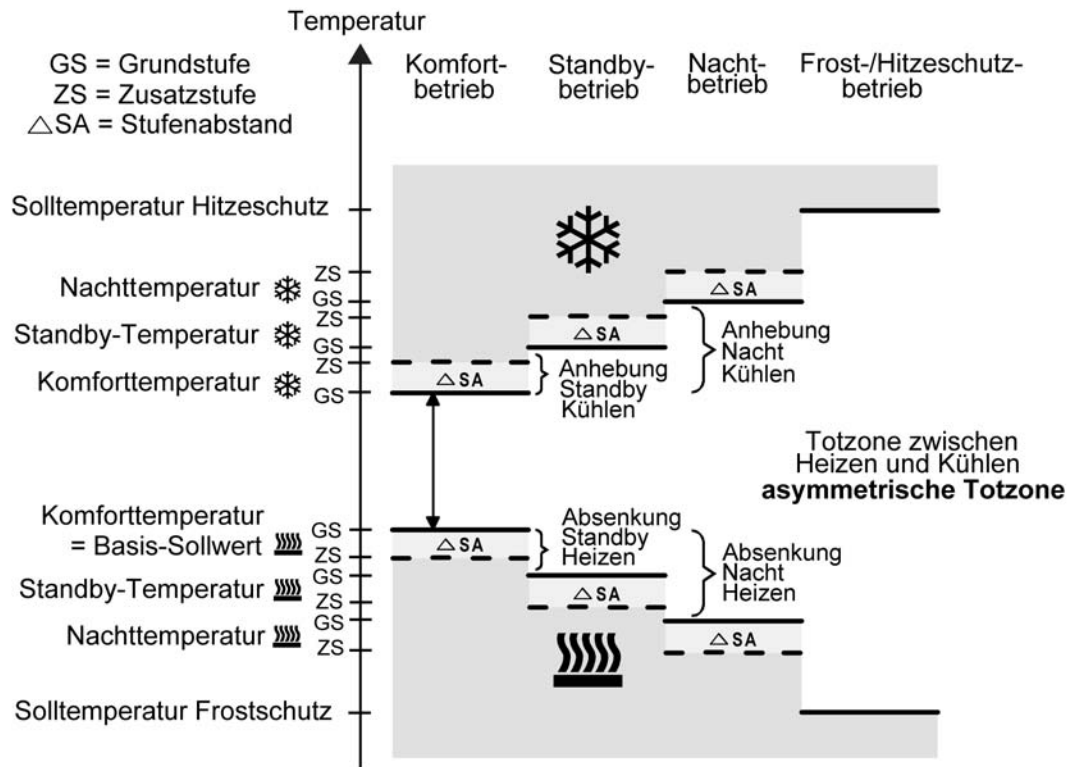 Temperatur
GS = Grundstufe
ZS = Zusatzstufe
△SA = Stufenabstand
Komfort-
betrieb
Standby-
betrieb
Nacht-
betrieb
Frost-/Hitzeschutz-
betrieb
Solltemperatur Hitzeschutz
Nachttemperatur
ZS
GS
Standby-Temperatur
ZS
GS
Komforttemperatur
ZS
GS
△SA
△SA
△SA
Anhebung
Standby
Kühlen
Anhebung
Nacht
Kühlen
Totzone zwischen
Heizen und Kühlen
asymmetrische Totzone
Komforttemperatur
= Basis-Sollwert
GS
ZS
Standby-Temperatur
GS
ZS
Nachttemperatur
GS
ZS
△SA
△SA
△SA
Absenkung
Standby
Heizen
Absenkung
Nacht
Heizen
Solltemperatur Frostschutz